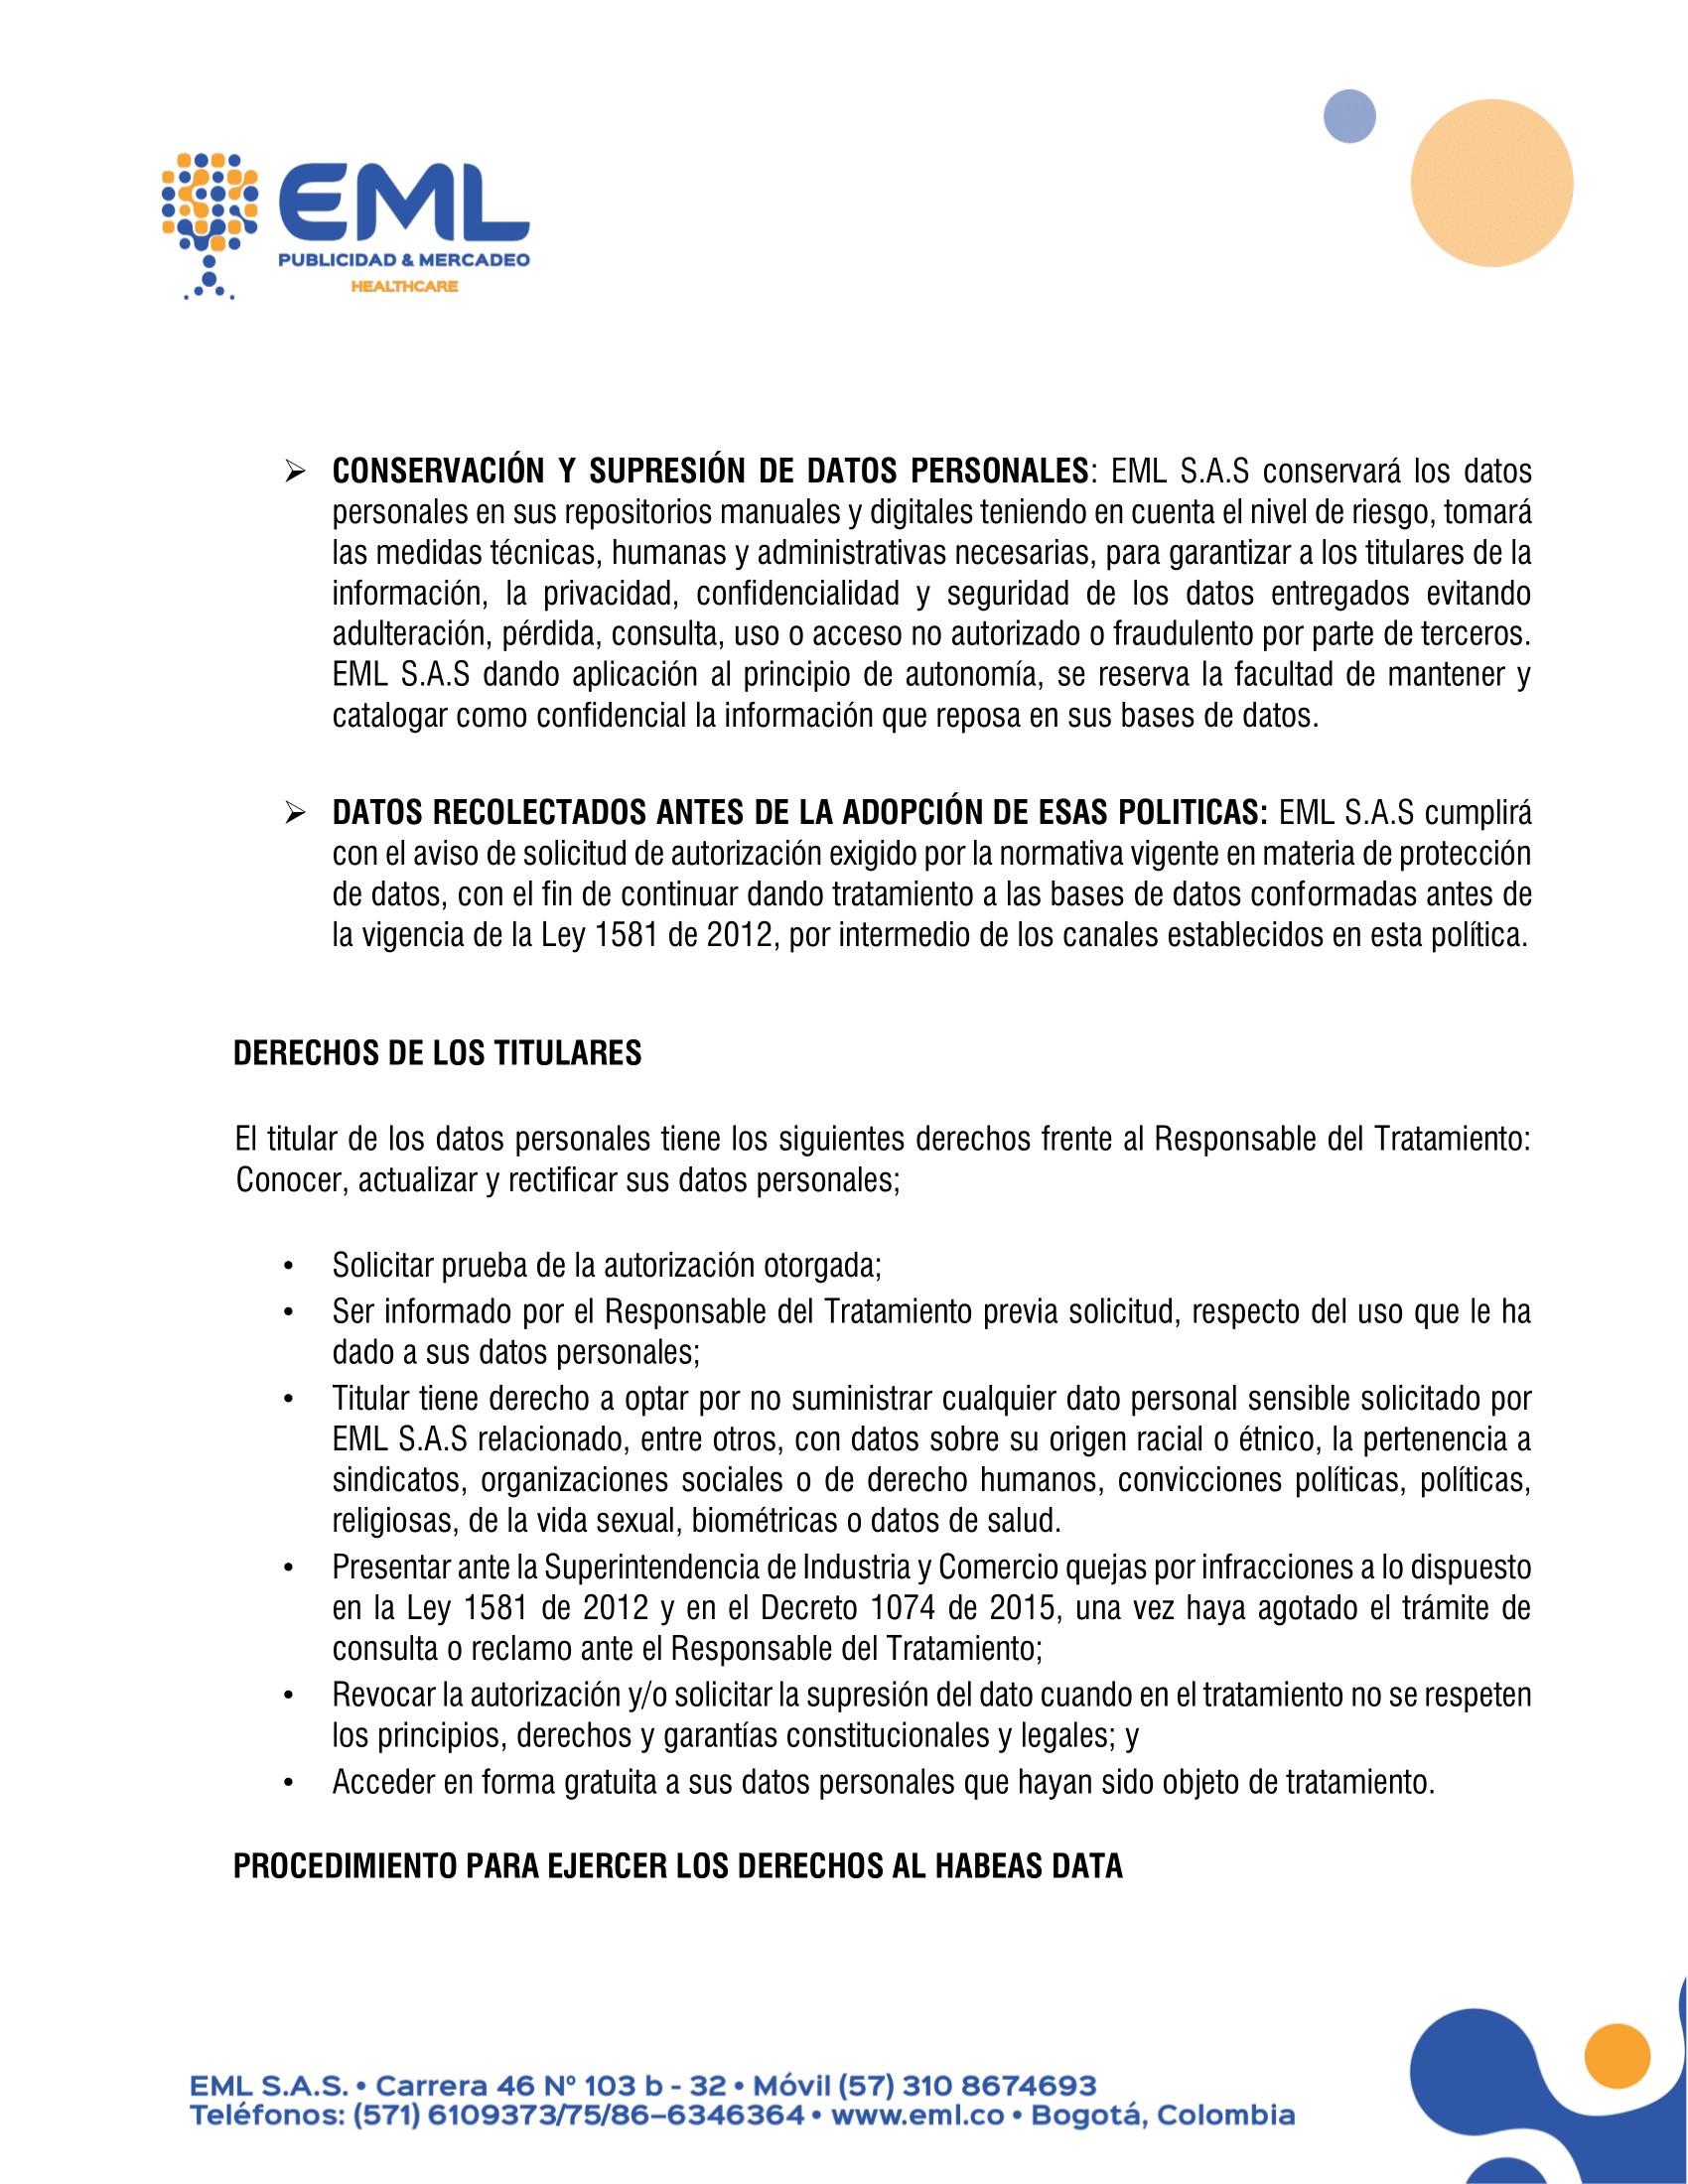 EML
PUBLICIDAD & MERCADEO
HEALTHCARE
➢ CONSERVACIÓN Y SUPRESIÓN DE DATOS PERSONALES: EML S.A.S conservará los datos
personales en sus repositorios manuales y digitales teniendo en cuenta el nivel de riesgo, tomará
las medidas técnicas, humanas y administrativas necesarias, para garantizar a los titulares de la
información, la privacidad, confidencialidad y seguridad de los datos entregados evitando
adulteración, pérdida, consulta, uso o acceso no autorizado o fraudulento por parte de terceros.
EML S.A.S dando aplicación al principio de autonomía, se reserva la facultad de mantener y
catalogar como confidencial la información que reposa en sus bases de datos.
➢ DATOS RECOLECTADOS ANTES DE LA ADOPCIÓN DE ESAS POLITICAS: EML S.A.S cumplirá
con el aviso de solicitud de autorización exigido por la normativa vigente en materia de protección
de datos, con el fin de continuar dando tratamiento a las bases de datos conformadas antes de
la vigencia de la Ley 1581 de 2012, por intermedio de los canales establecidos en esta política.
DERECHOS DE LOS TITULARES
El titular de los datos personales tiene los siguientes derechos frente al Responsable del Tratamiento:
Conocer, actualizar y rectificar sus datos personales;
• Solicitar prueba de la autorización otorgada;
• Ser informado por el Responsable del Tratamiento previa solicitud, respecto del uso que le ha
dado a sus datos personales;
• Titular tiene derecho a optar por no suministrar cualquier dato personal sensible solicitado por
EML S.A.S relacionado, entre otros, con datos sobre su origen racial o étnico, la pertenencia a
sindicatos, organizaciones sociales o de derecho humanos, convicciones políticas, políticas,
religiosas, de la vida sexual, biométricas o datos de salud.
• Presentar ante la Superintendencia de Industria y Comercio quejas por infracciones a lo dispuesto
en la Ley 1581 de 2012 y en el Decreto 1074 de 2015, una vez haya agotado el trámite de
consulta o reclamo ante el Responsable del Tratamiento;
• Revocar la autorización y/o solicitar la supresión del dato cuando en el tratamiento no se respeten
los principios, derechos y garantías constitucionales y legales; y
• Acceder en forma gratuita a sus datos personales que hayan sido objeto de tratamiento.
PROCEDIMIENTO PARA EJERCER LOS DERECHOS AL HABEAS DATA
EML S.A.S. • Carrera 46 Nº 103 b - 32 • Móvil (57) 310 8674693
Teléfonos: (571) 6109373/75/86–6346364 • www.eml.co • Bogotá, Colombia